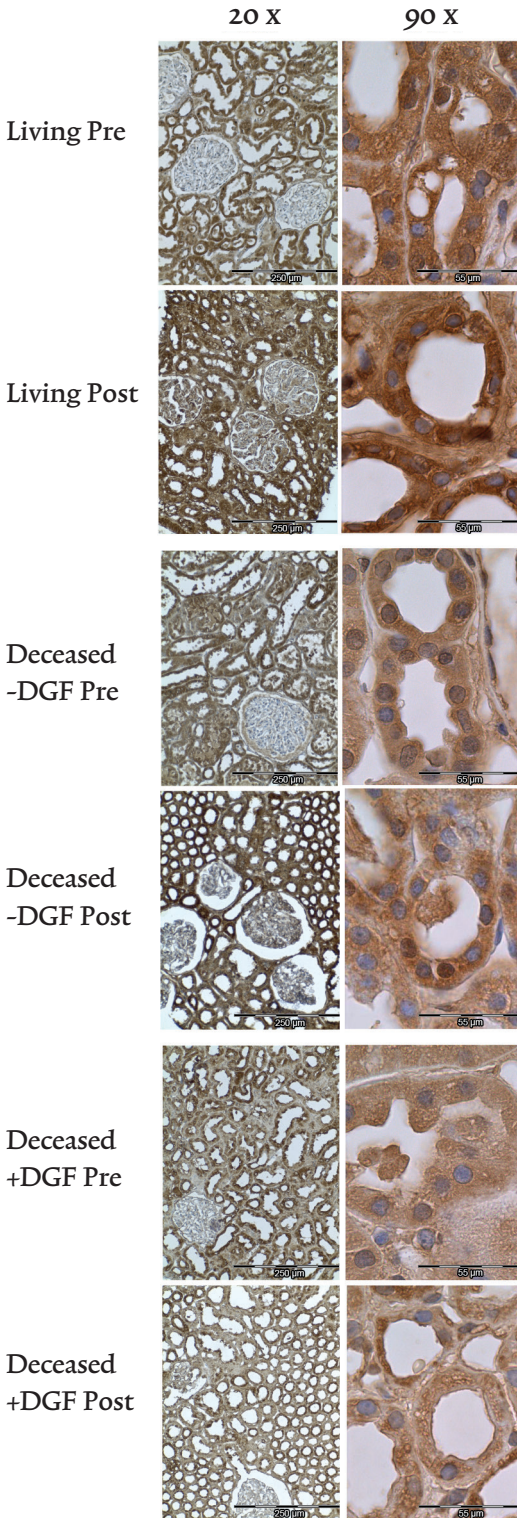 20 x 90 x
Living Pre
250 µm 55 µm
Living Post
250 µm 55 µm
Deceased
-DGF Pre
250 µm 55 µm
Deceased
-DGF Post
250 µm 55 µm
Deceased
+DGF Pre
250 µm 55 µm
Deceased
+DGF Post
250 µm 55 µm